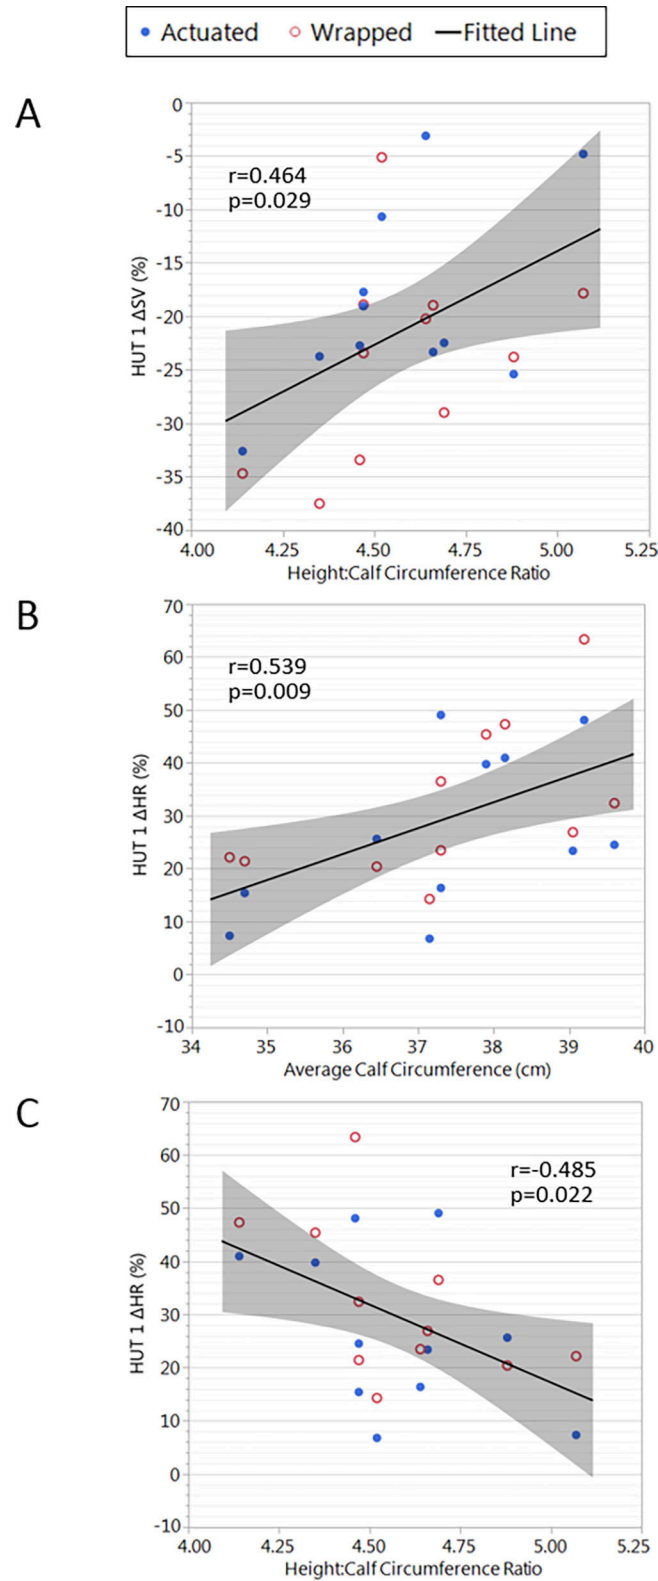 Actuated Wrapped Fitted Line
A
r=0.464
p=0.029
HUT 1 ΔSV (%)
0
-5
-10
-15
-20
-25
-30
-35
-40
4.00 4.25 4.50 4.75 5.00 5.25
Height:Calf Circumference Ratio
B
r=0.539
p=0.009
HUT 1 ΔHR (%)
70
60
50
40
30
20
10
0
-10
34 35 36 37 38 39 40
Average Calf Circumference (cm)
C
r=-0.485
p=0.022
HUT 1 ΔHR (%)
70
60
50
40
30
20
10
0
-10
4.00 4.25 4.50 4.75 5.00 5.25
Height:Calf Circumference Ratio